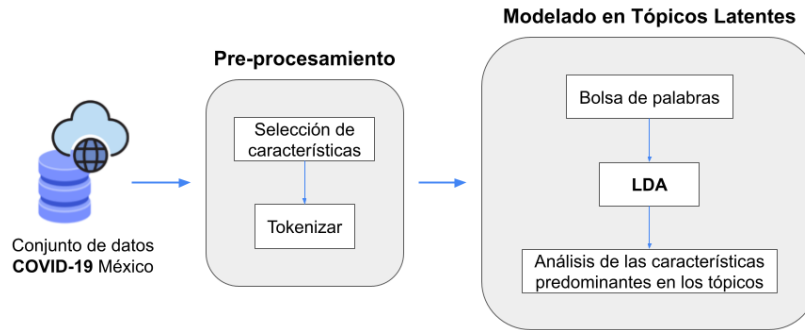 Conjunto de datos
COVID-19 México
Pre-procesamiento
Selección de
características
Tokenizar
Modelado en Tópicos Latentes
Bolsa de palabras
LDA
Análisis de las características
predominantes en los tópicos